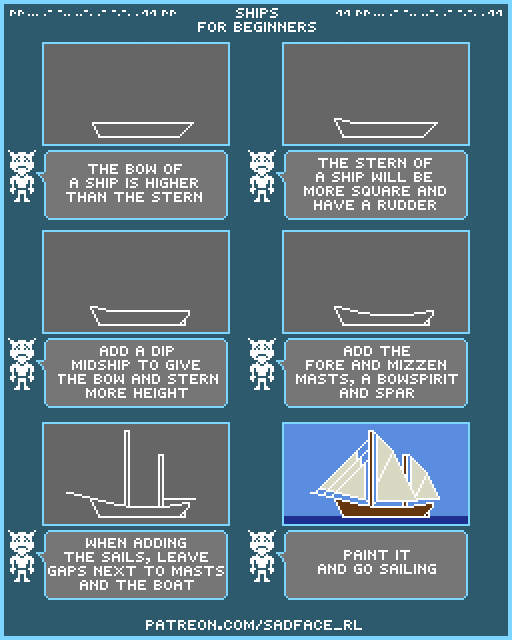 SHIPS
FOR BEGINNERS
THE BOW OF
A SHIP IS HIGHER
THAN THE STERN
THE STERN OF
A SHIP WILL BE
MORE SQUARE AND
HAVE A RUDDER
ADD A DIP
MIDSHIP TO GIVE
THE BOW AND STERN
MORE HEIGHT
ADD THE
FORE AND MIZZEN
MASTS, A BOWSPIRIT
AND SPAR
WHEN ADDING
THE SAILS, LEAVE
GAPS NEXT TO MASTS
AND THE BOAT
PAINT IT
AND GO SAILING
PATREON.COM/SADFACE_RL